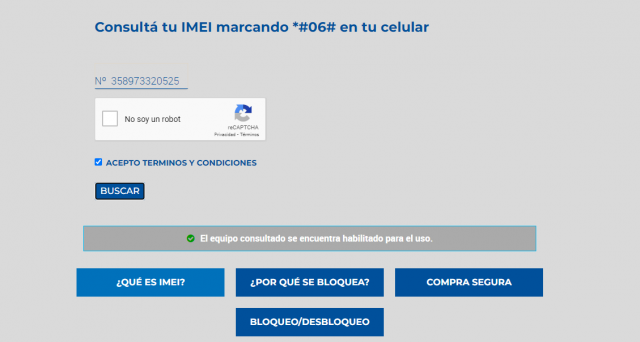 Consultá tu IMEI marcando *#06# en tu celular
Nº 358973320525
No soy un robot
reCAPTCHA
Privacidad - Términos
ACEPTO TERMINOS Y CONDICIONES
BUSCAR
El equipo consultado se encuentra habilitado para el uso.
¿QUÉ ES IMEI?
¿POR QUÉ SE BLOQUEA?
COMPRA SEGURA
BLOQUEO/DESBLOQUEO